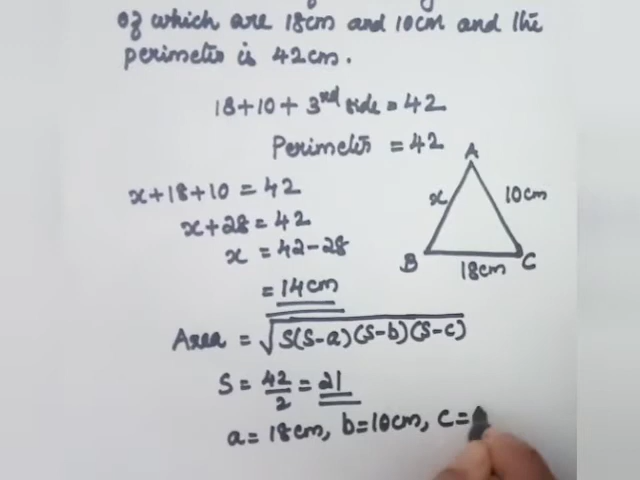 of which are 18cm and 10cm and the
perimeter is 42cm.
18+10+3rd side = 42
Perimeter = 42
A
x+18+10 = 42
x
10cm
x+28 = 42
x = 42-28
B
18cm
C
= 14cm
Area = √S(S-a)(S-b)(S-c)
S = 42/2 = 21
a = 18cm, b=10cm, c=